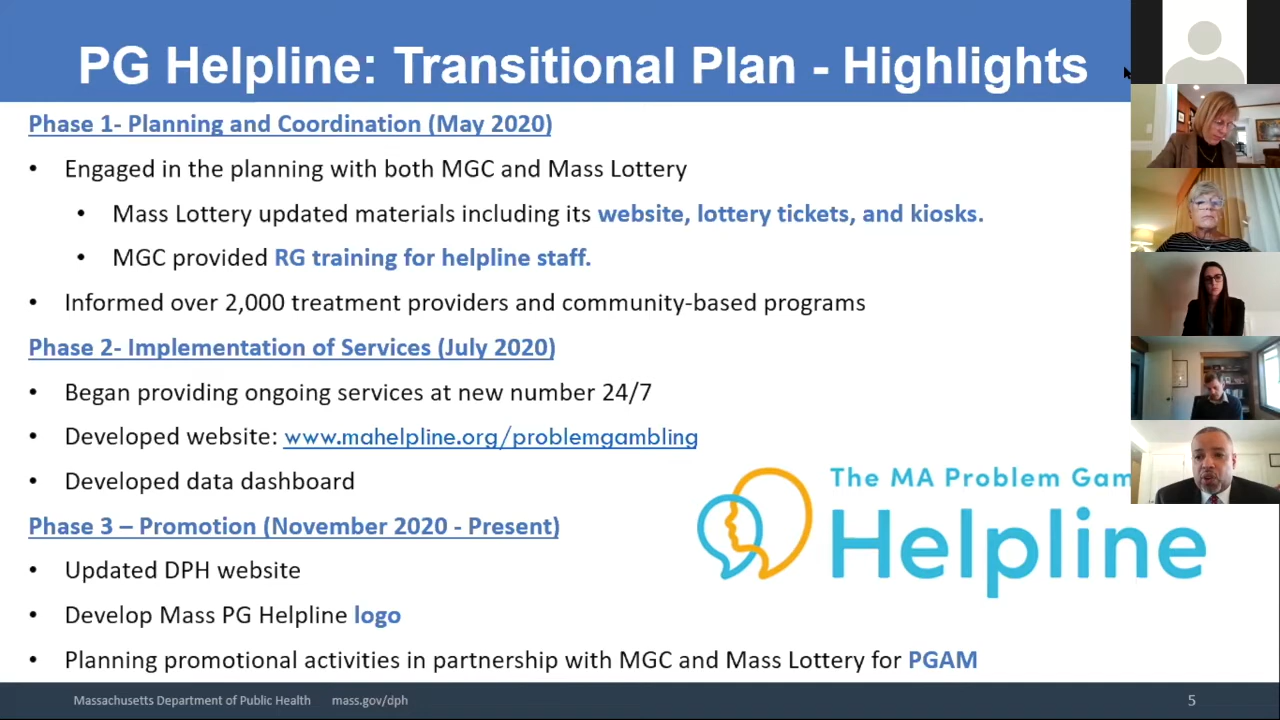 PG Helpline: Transitional Plan - Highlights
Phase 1- Planning and Coordination (May 2020)
• Engaged in the planning with both MGC and Mass Lottery
• Mass Lottery updated materials including its website, lottery tickets, and kiosks.
• MGC provided RG training for helpline staff.
• Informed over 2,000 treatment providers and community-based programs
Phase 2- Implementation of Services (July 2020)
• Began providing ongoing services at new number 24/7
• Developed website: www.mahelpline.org/problemgambling
• Developed data dashboard
Phase 3 – Promotion (November 2020 - Present)
• Updated DPH website
• Develop Mass PG Helpline logo
• Planning promotional activities in partnership with MGC and Mass Lottery for PGAM
The MA Problem Gam
Helpline
Massachusetts Department of Public Health mass.gov/dph
5